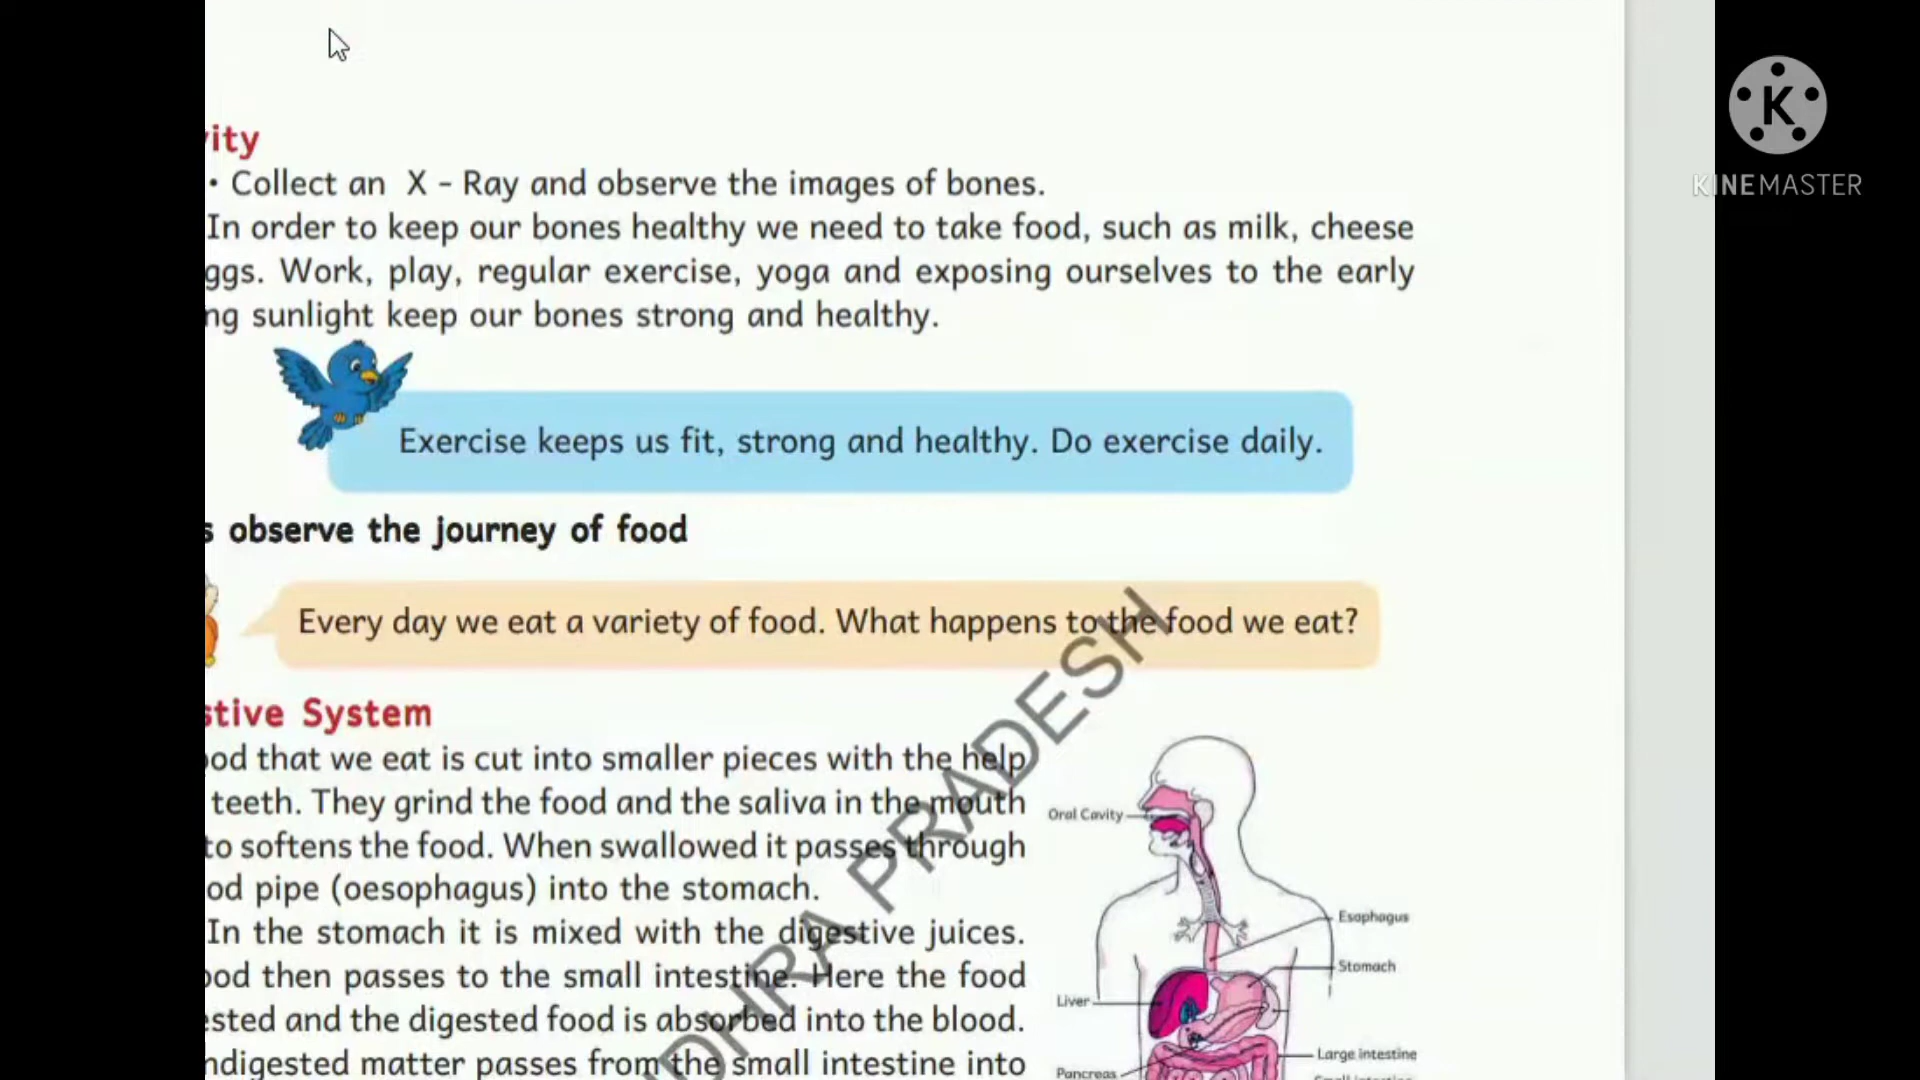 vity
• Collect an X - Ray and observe the images of bones.
In order to keep our bones healthy we need to take food, such as milk, cheese
ggs. Work, play, regular exercise, yoga and exposing ourselves to the early
ng sunlight keep our bones strong and healthy.
Exercise keeps us fit, strong and healthy. Do exercise daily.
s observe the journey of food
Every day we eat a variety of food. What happens to the food we eat?
stive System
ood that we eat is cut into smaller pieces with the help
teeth. They grind the food and the saliva in the mouth
to softens the food. When swallowed it passes through
od pipe (oesophagus) into the stomach.
In the stomach it is mixed with the digestive juices.
ood then passes to the small intestine. Here the food
ested and the digested food is absorbed into the blood.
ndigested matter passes from the small intestine into
Oral Cavity
Esophagus
Stomach
Liver
Large intestine
Pancreas
NDHRA PRADESH
K
KINEMASTER